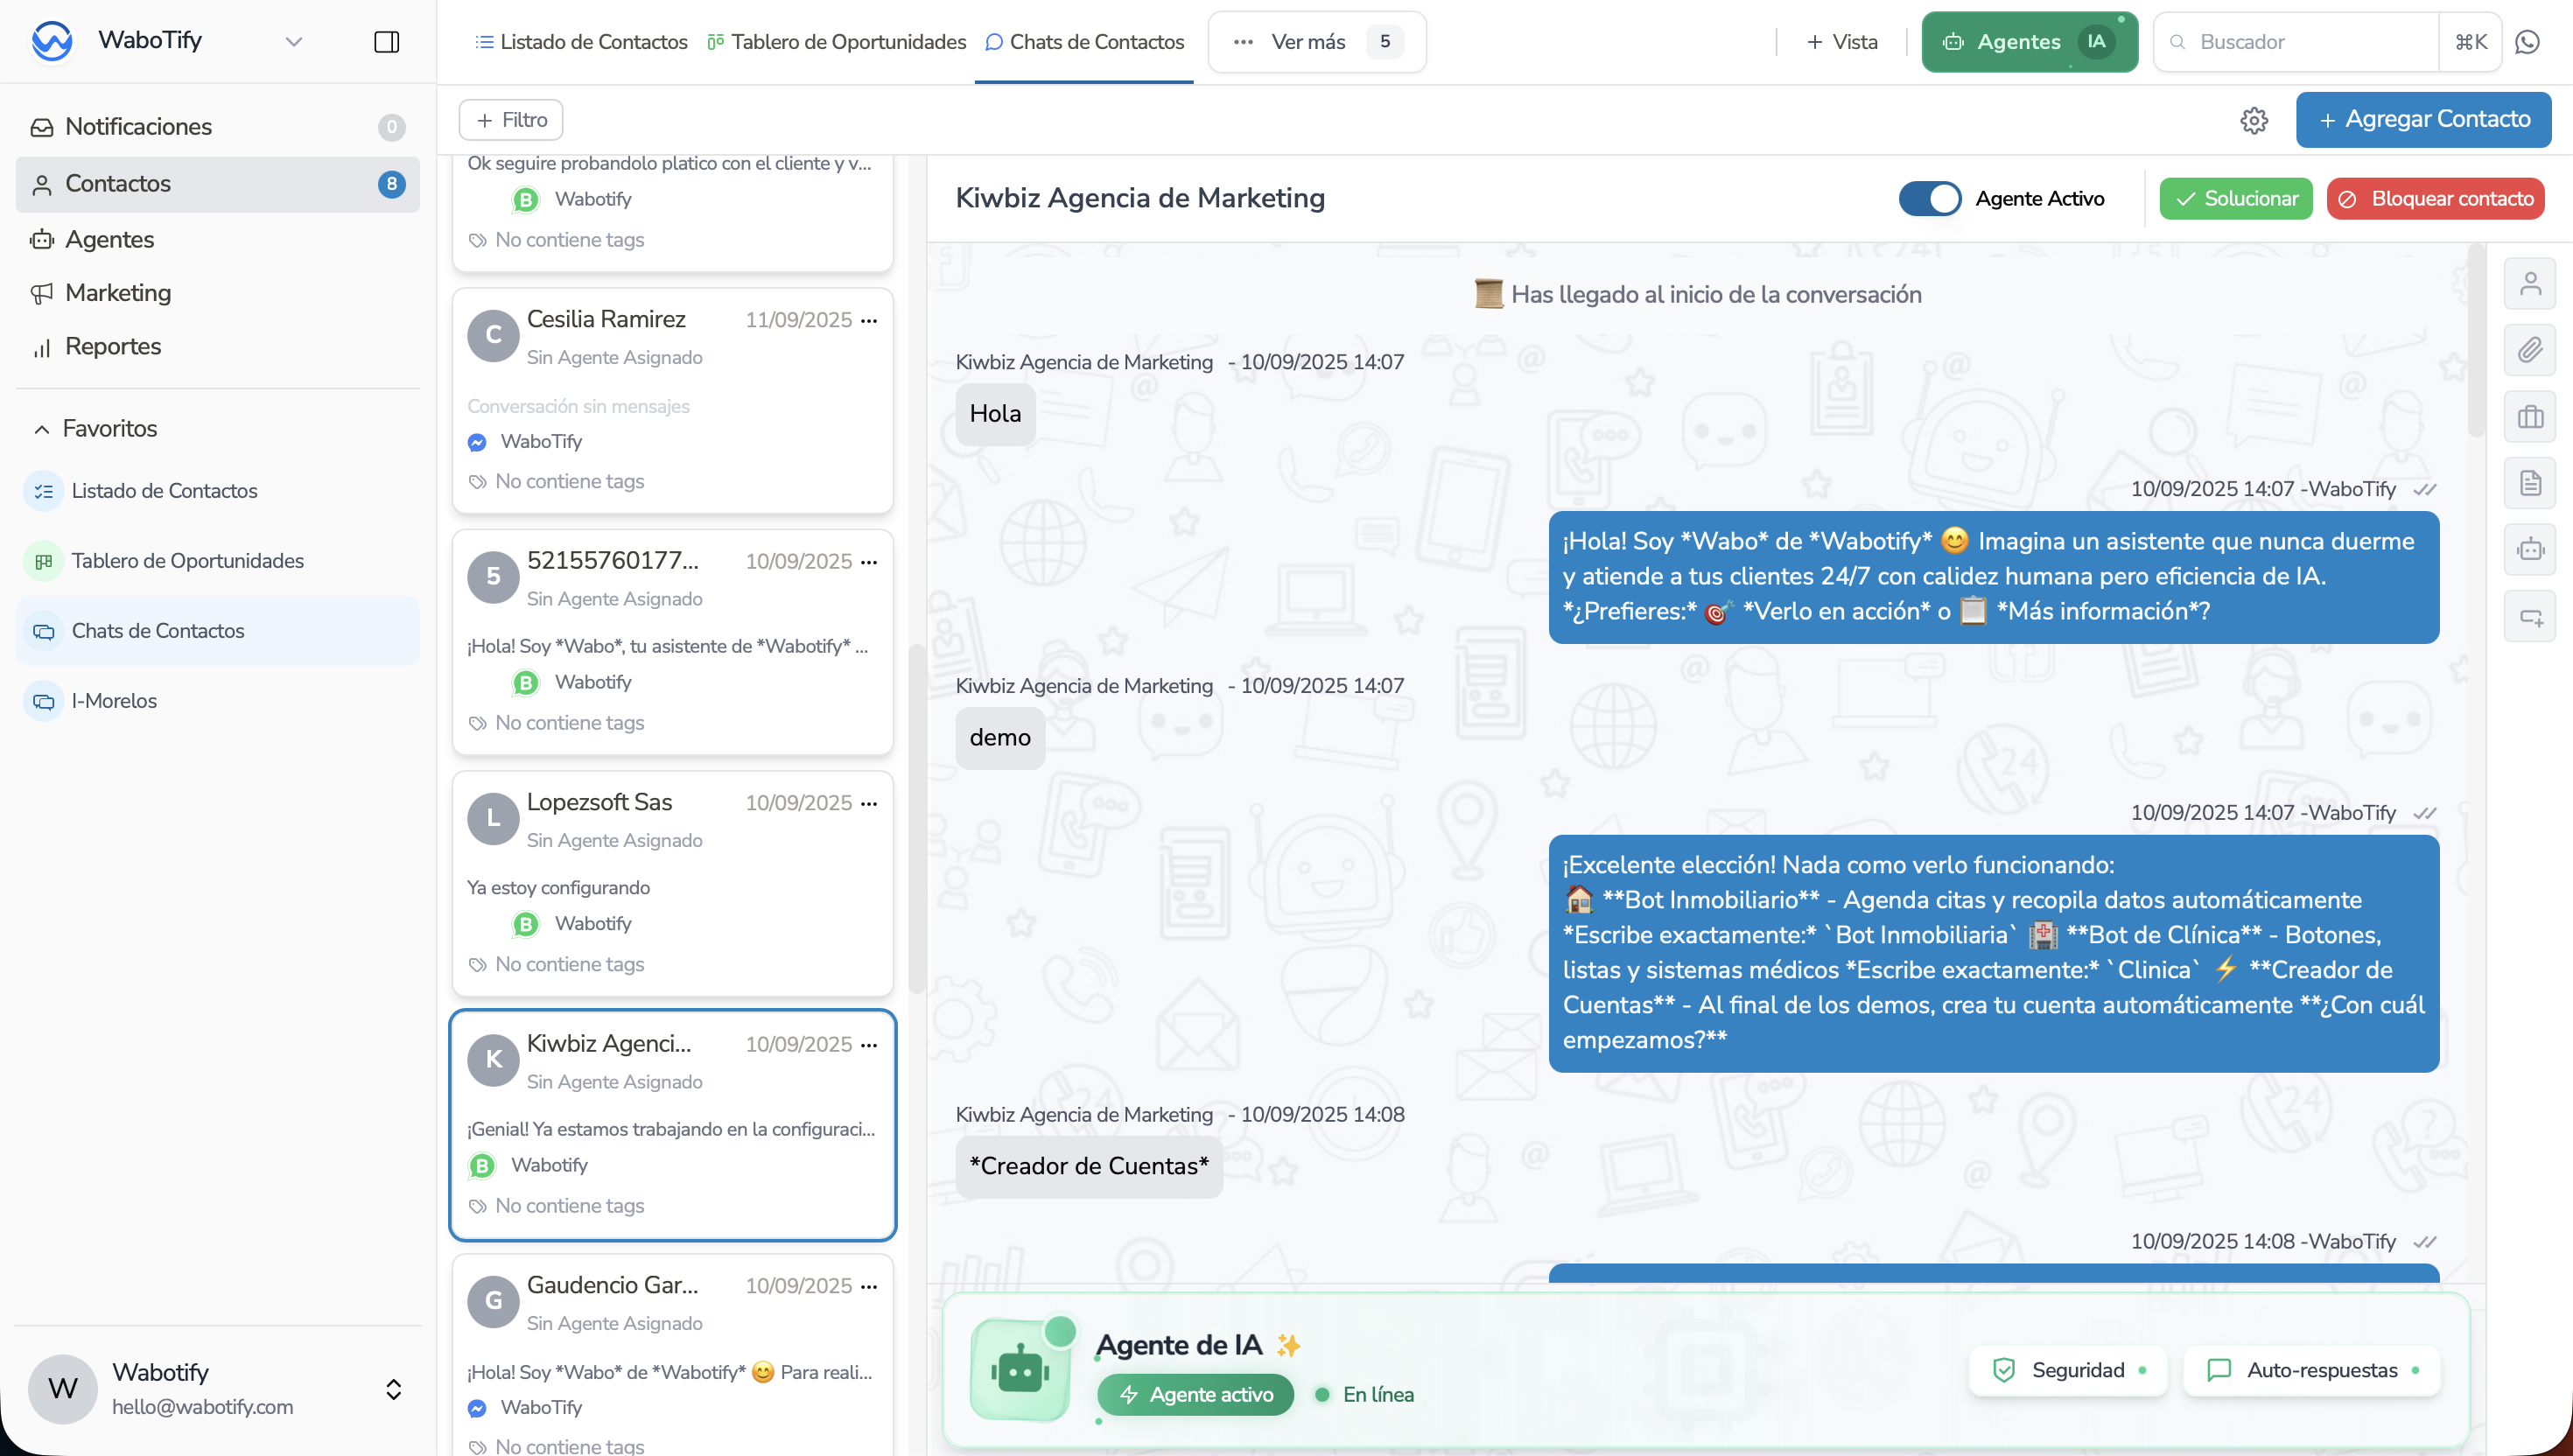 WaboTify
Listado de Contactos
Tablero de Oportunidades
Chats de Contactos
Ver más
5
Vista
Agentes IA
Buscador
⌘K
Notificaciones
0
Contactos
8
Agentes
Marketing
Reportes
Favoritos
Listado de Contactos
Tablero de Oportunidades
Chats de Contactos
I-Morelos
W
Wabotify
hello@wabotify.com
+ Filtro
+ Agregar Contacto
Ok seguire probandolo platico con el cliente y v...
B Wabotify
No contiene tags
C
Cesilia Ramirez 11/09/2025
Sin Agente Asignado
Conversación sin mensajes
WaboTify
No contiene tags
5
52155760177... 10/09/2025
Sin Agente Asignado
¡Hola! Soy *Wabo*, tu asistente de *Wabotify* ...
B Wabotify
No contiene tags
L
Lopezsoft Sas 10/09/2025
Sin Agente Asignado
Ya estoy configurando
B Wabotify
No contiene tags
K
Kiwbiz Agenci... 10/09/2025
Sin Agente Asignado
¡Genial! Ya estamos trabajando en la configuraci...
B Wabotify
No contiene tags
G
Gaudencio Gar... 10/09/2025
Sin Agente Asignado
¡Hola! Soy *Wabo* de *Wabotify* 😊 Para reali...
WaboTify
No contiene tags
Kiwbiz Agencia de Marketing
Agente Activo
Solucionar
Bloquear contacto
📜 Has llegado al inicio de la conversación
Kiwbiz Agencia de Marketing - 10/09/2025 14:07
Hola
10/09/2025 14:07 -WaboTify
¡Hola! Soy *Wabo* de *Wabotify* 😊 Imagina un asistente que nunca duerme
y atiende a tus clientes 24/7 con calidez humana pero eficiencia de IA.
*¿Prefieres:* 🎯 *Verlo en acción* o 📋 *Más información*?
Kiwbiz Agencia de Marketing - 10/09/2025 14:07
demo
10/09/2025 14:07 -WaboTify
¡Excelente elección! Nada como verlo funcionando:
🏠 **Bot Inmobiliario** - Agenda citas y recopila datos automáticamente
*Escribe exactamente:* `Bot Inmobiliaria` 🏥 **Bot de Clínica** - Botones,
listas y sistemas médicos *Escribe exactamente:* `Clinica` ⚡ **Creador de
Cuentas** - Al final de los demos, crea tu cuenta automáticamente **¿Con cuál
empezamos?**
Kiwbiz Agencia de Marketing - 10/09/2025 14:08
*Creador de Cuentas*
10/09/2025 14:08 -WaboTify
Agente de IA ✨
Agente activo
En línea
Seguridad
Auto-respuestas